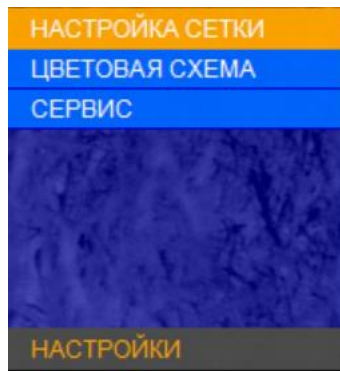 НАСТРОЙКА СЕТКИ
ЦВЕТОВАЯ СХЕМА
СЕРВИС
НАСТРОЙКИ